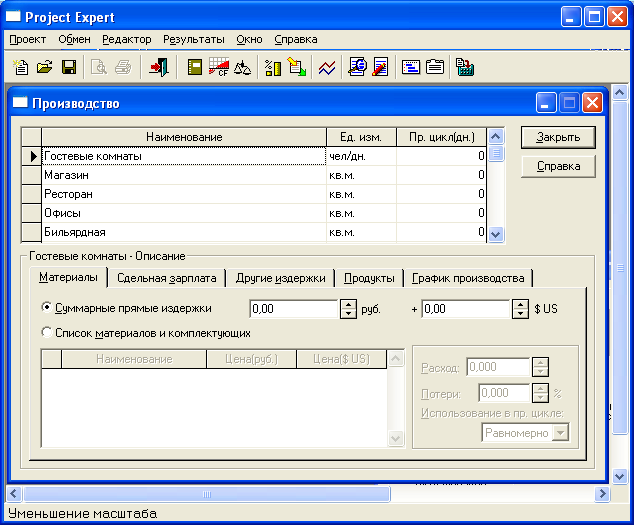 Project Expert
Проект Обмен Редактор Результаты Окно Справка
CF
Производство
Наименование Ед. изм. Пр. цикл(дн.)
Гостевые комнаты чел/дн. 0
Магазин кв.м. 0
Ресторан кв.м. 0
Офисы кв.м. 0
Бильярдная кв.м. 0
Закрыть
Справка
Гостевые комнаты - Описание
Материалы Сдельная зарплата Другие издержки Продукты График производства
Суммарные прямые издержки 0,00 руб. + 0,00 $ US
Список материалов и комплектующих
Наименование Цена(руб.) Цена($ US)
Расход: 0,000
Потери: 0,000 %
Использование в пр. цикле:
Равномерно
Уменьшение масштаба